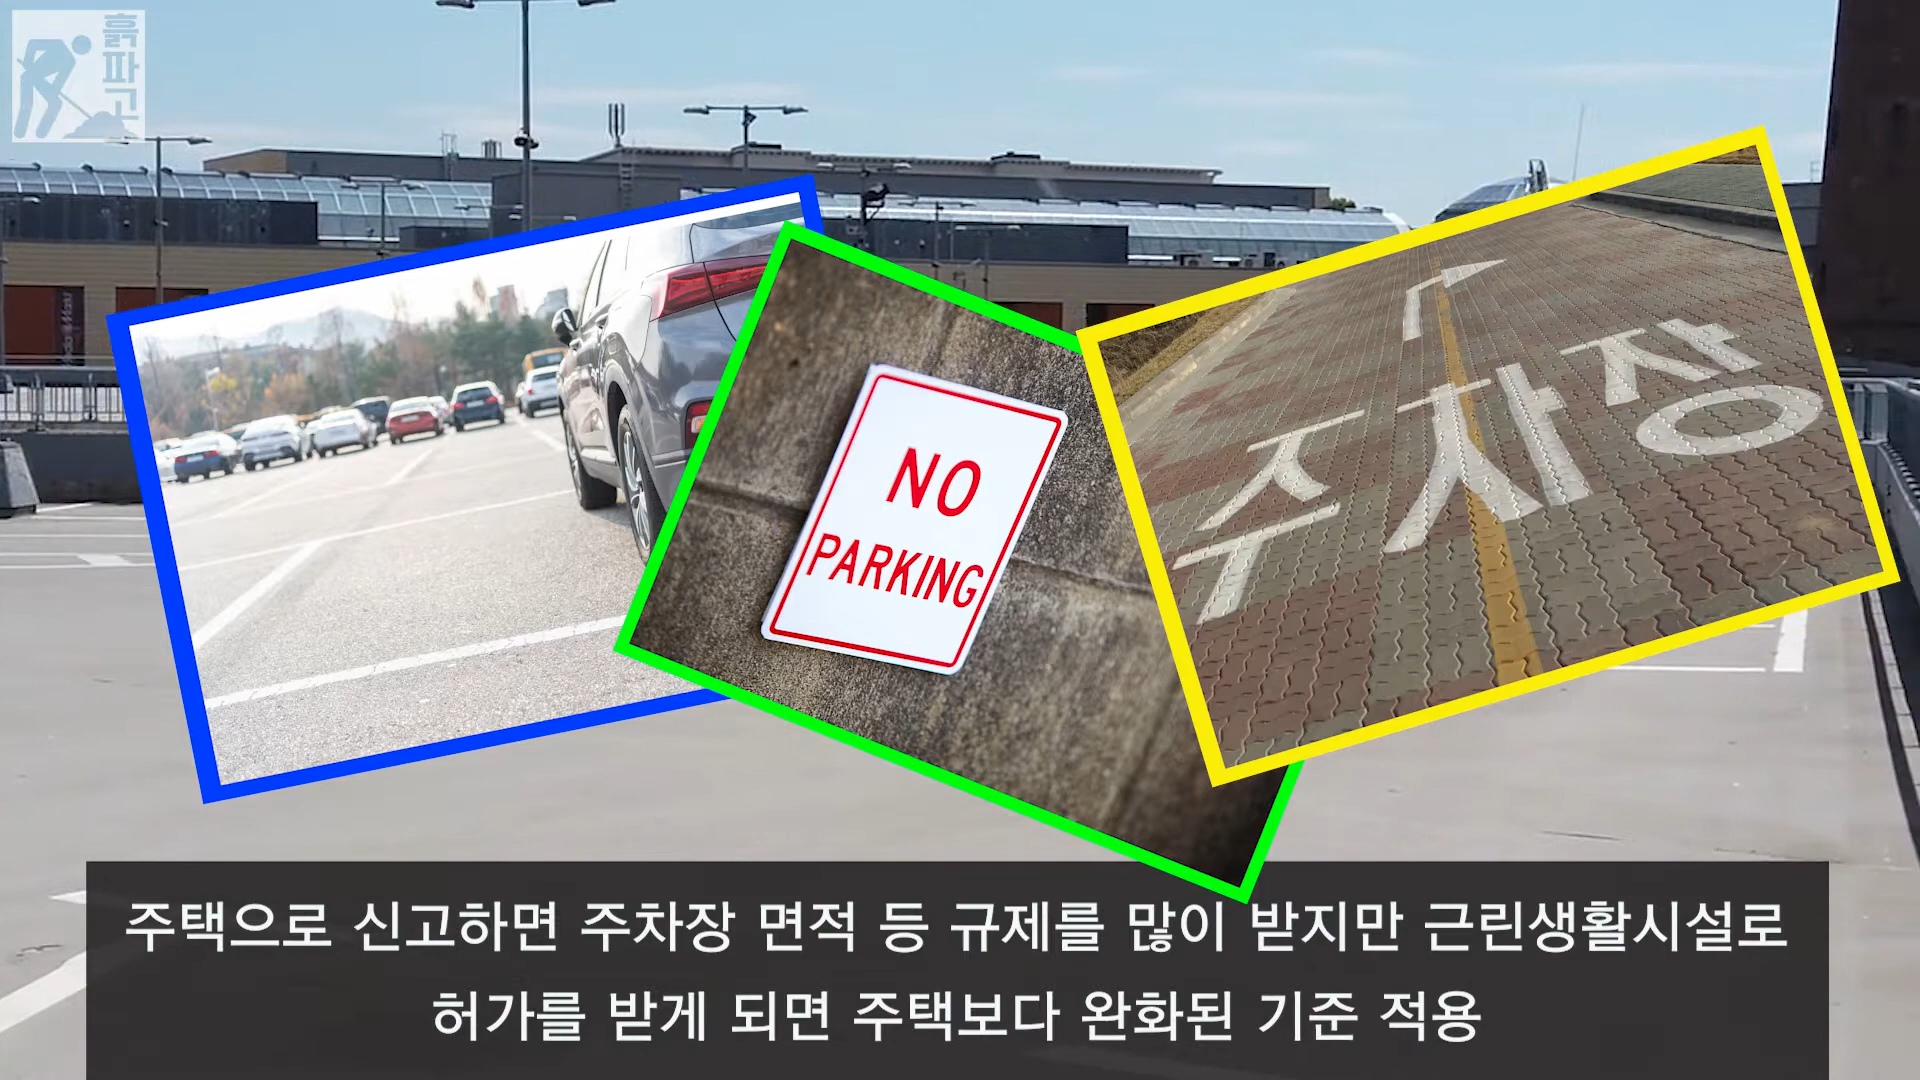 흙파고
NO
PARKING
주차장
주택으로 신고하면 주차장 면적 등 규제를 많이 받지만 근린생활시설로
허가를 받게 되면 주택보다 완화된 기준 적용